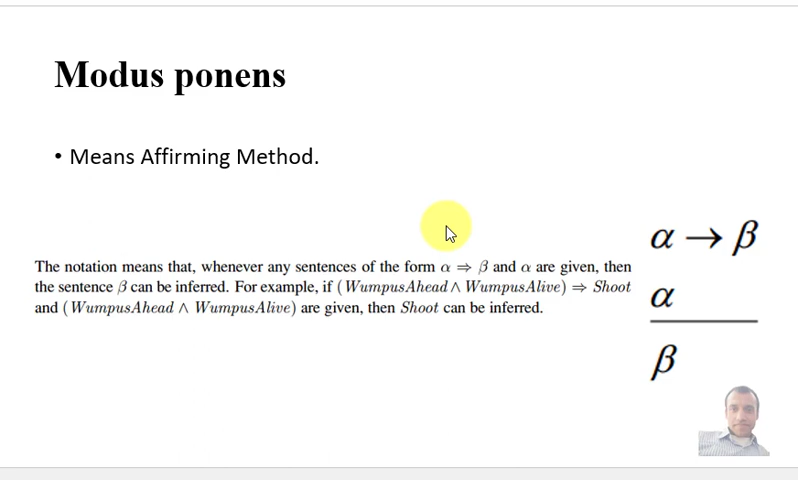 Modus ponens
• Means Affirming Method.
The notation means that, whenever any sentences of the form α ⇒ β and α are given, then
the sentence β can be inferred. For example, if (WumpusAhead ∧ WumpusAlive) ⇒ Shoot
and (WumpusAhead ∧ WumpusAlive) are given, then Shoot can be inferred.
α → β
α
β